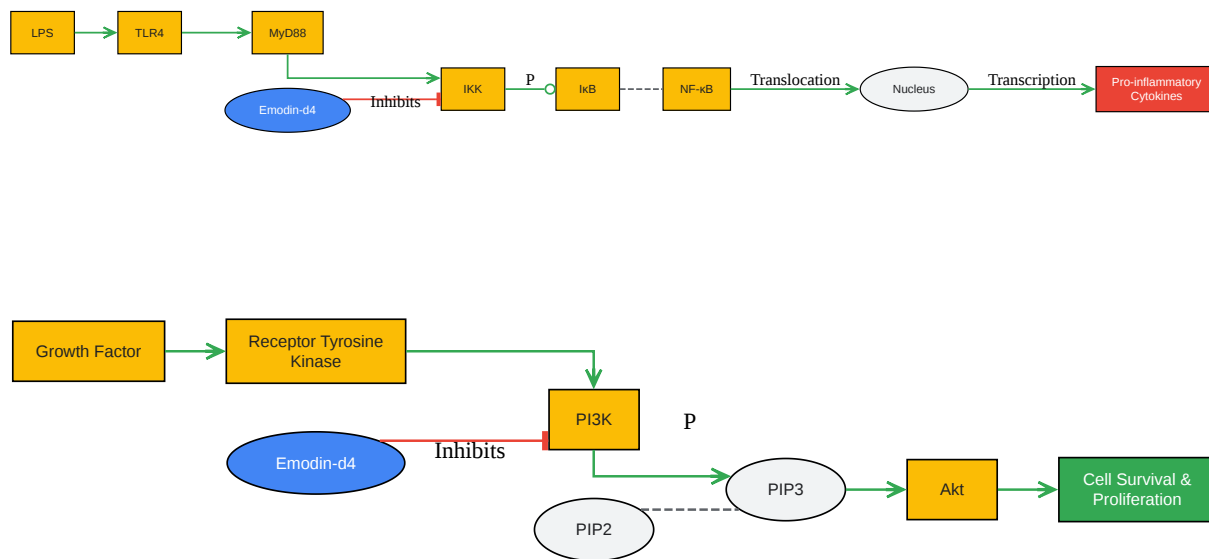 LPS
TLR4
MyD88
IKK
P
IκB
NF-κB
Translocation
Nucleus
Transcription
Pro-inflammatory
Cytokines
Emodin-d4
Inhibits
Growth Factor
Receptor Tyrosine
Kinase
PI3K
P
Emodin-d4
Inhibits
PIP3
PIP2
Akt
Cell Survival &
Proliferation